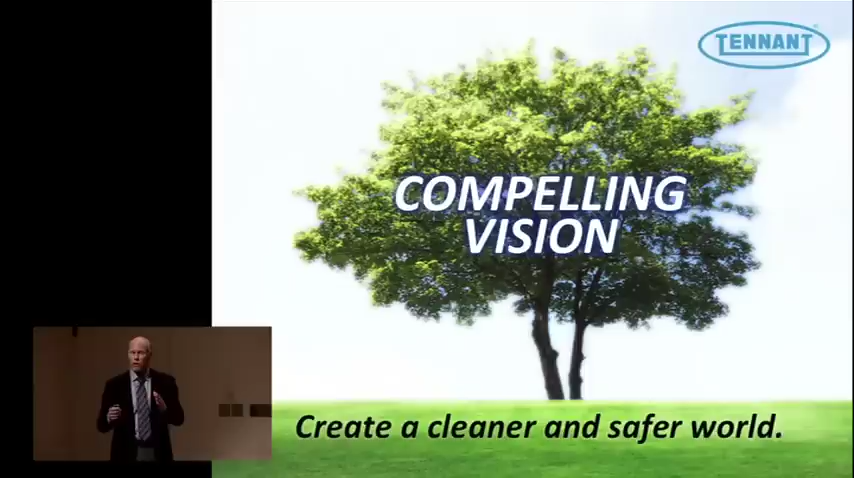 TENNANT
COMPELLING
VISION
Create a cleaner and safer world.